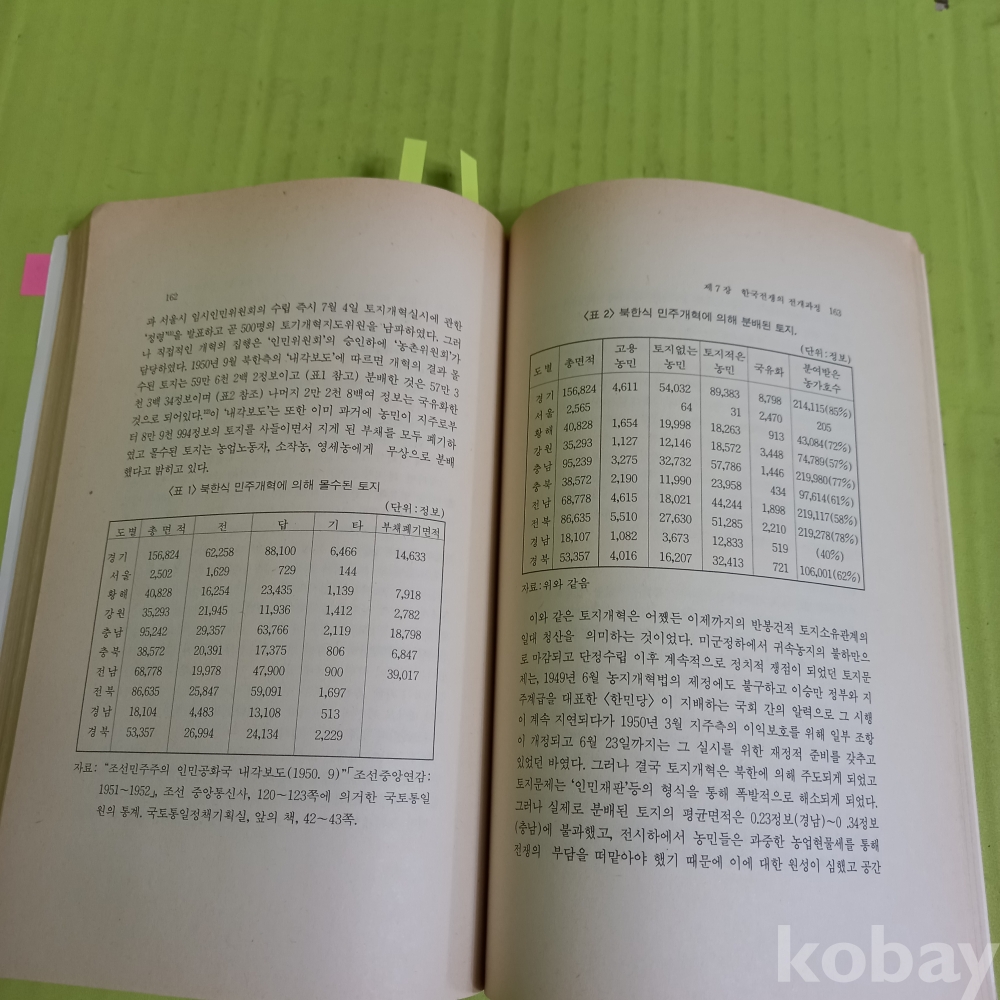 162
과 서울시 임시인민위원회의 수립 즉시 7월 4일 토지개혁실시에 관한
'정령'을 발표하고 곧 500명의 토기개혁지도위원을 남파하였다. 그러
나 직접적인 개혁의 집행은 '인민위원회'의 승인하에 '농촌위원회'가
담당하였다. 1950년 9월 북한측의 '내각보도'에 따르면 개혁의 결과 몰
수된 토지는 59만 6천 2백 2정보이고 (표1 참고) 분배한 것은 57만 3
천 3백 34정보이며 (표2 참조) 나머지 2만 2천 8백여 정보는 국유화한
것으로 되어있다. 이 '내각보도'는 또한 이미 과거에 농민이 지주로부
터 8만 9천 994정보의 토지를 사들이면서 지게 된 부채를 모두 폐기하
였고 몰수된 토지는 농업노동자, 소작농, 영세농에게 무상으로 분배
했다고 밝히고 있다.
〈표 1〉 북한식 민주개혁에 의해 몰수된 토지
(단위:정보)
도별 총면적 전 답 기타 부채폐기면적
경기 156,824 62,258 88,100 6,466 14,633
서울 2,502 1,629 729 144
황해 40,828 16,254 23,435 1,139 7,918
강원 35,293 21,945 11,936 1,412 2,782
충남 95,242 29,357 63,766 2,119 18,798
충북 38,572 20,391 17,375 806 6,847
전남 68,778 19,978 47,900 900 39,017
전북 86,635 25,847 59,091 1,697
경남 18,104 4,483 13,108 513
경북 53,357 26,994 24,134 2,229
자료: "조선민주주의 인민공화국 내각보도(1950. 9)"「조선중앙연감:
1951~1952」, 조선 중앙통신사, 120~123쪽에 의거한 국토통일
원의 통계. 국토통일정책기획실, 앞의 책, 42~43쪽.
제7장 한국전쟁의 전개과정 163
〈표 2〉 북한식 민주개혁에 의해 분배된 토지.
(단위:정보)
도별 총면적 고용농민 토지없는농민 토지적은농민 국유화 분여받은농가호수
경기 156,824 4,611 54,032 89,383 8,798 214,115(85%)
서울 2,565 64 31 2,470 205
황해 40,828 1,654 19,998 18,263 913 43,084(72%)
강원 35,293 1,127 12,146 18,572 3,448 74,789(57%)
충남 95,239 3,275 32,732 57,786 1,446 219,980(77%)
충북 38,572 2,190 11,990 23,958 434 97,614(61%)
전남 68,778 4,615 18,021 44,244 1,898 219,117(58%)
전북 86,635 5,510 27,630 51,285 2,210 219,278(78%)
경남 18,107 1,082 3,673 12,833 519 (40%)
경북 53,357 4,016 16,207 32,413 721 106,001(62%)
자료:위와 같음
이와 같은 토지개혁은 어쨌든 이제까지의 반봉건적 토지소유관계의
일대 청산을 의미하는 것이었다. 미군정하에서 귀속농지의 불하만으
로 마감되고 단정수립 이후 계속적으로 정치적 쟁점이 되었던 토지문
제는, 1949년 6월 농지개혁법의 제정에도 불구하고 이승만 정부와 지
주계급을 대표한 〈한민당〉이 지배하는 국회 간의 알력으로 그 시행
이 계속 지연되다가 1950년 3월 지주측의 이익보호를 위해 일부 조항
이 개정되고 6월 23일까지는 그 실시를 위한 재정적 준비를 갖추고
있었던 바였다. 그러나 결국 토지개혁은 북한에 의해 주도되게 되었고
토지문제는 '인민재판'등의 형식을 통해 폭발적으로 해소되게 되었다.
그러나 실제로 분배된 토지의 평균면적은 0.23정보(경남)~0 .34정보
(충남)에 불과했고, 전시하에서 농민들은 과중한 농업현물세를 통해
전쟁의 부담을 떠맡아야 했기 때문에 이에 대한 원성이 심했고 공간
kobay